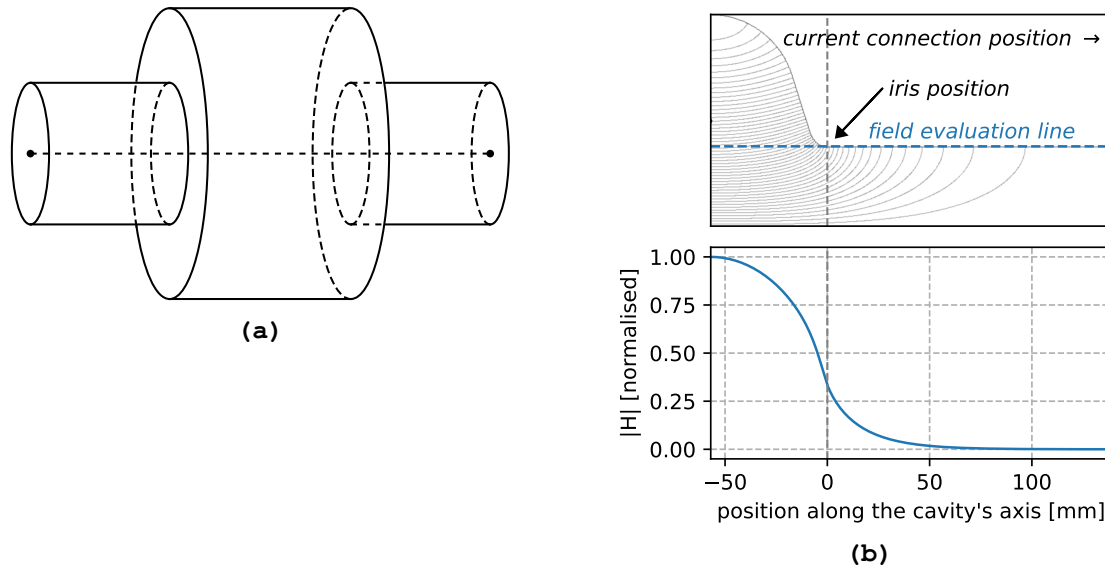 current connection position →
iris position
field evaluation line
|H| [normalised]
1.00
0.75
0.50
0.25
0.00
−50 0 50 100
position along the cavity's axis [mm]
(a)
(b)